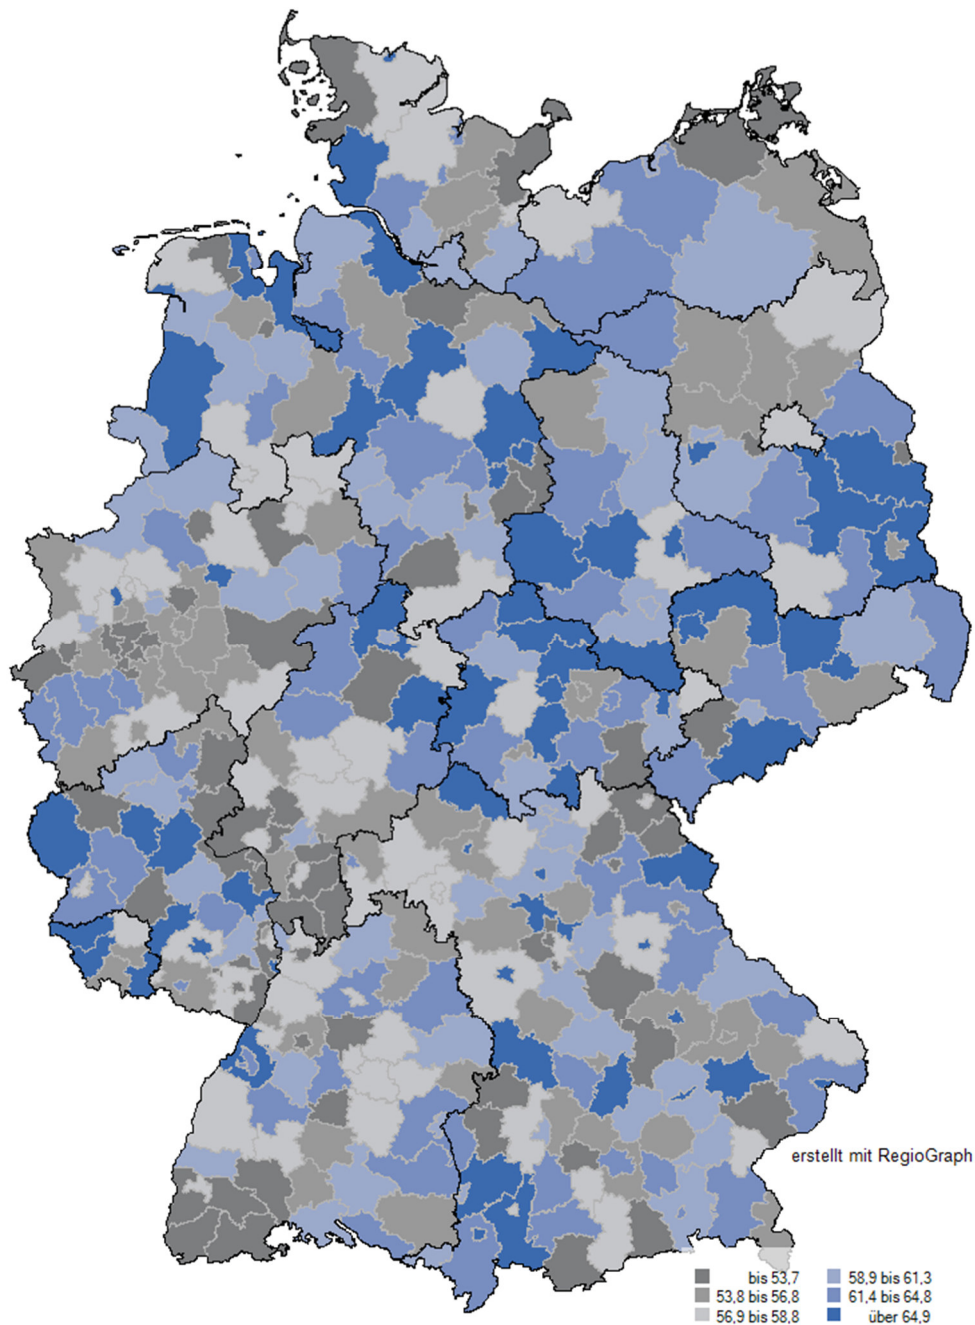 erstellt mit RegioGraph
bis 53,7
53,8 bis 56,8
56,9 bis 58,8
58,9 bis 61,3
61,4 bis 64,8
über 64,9